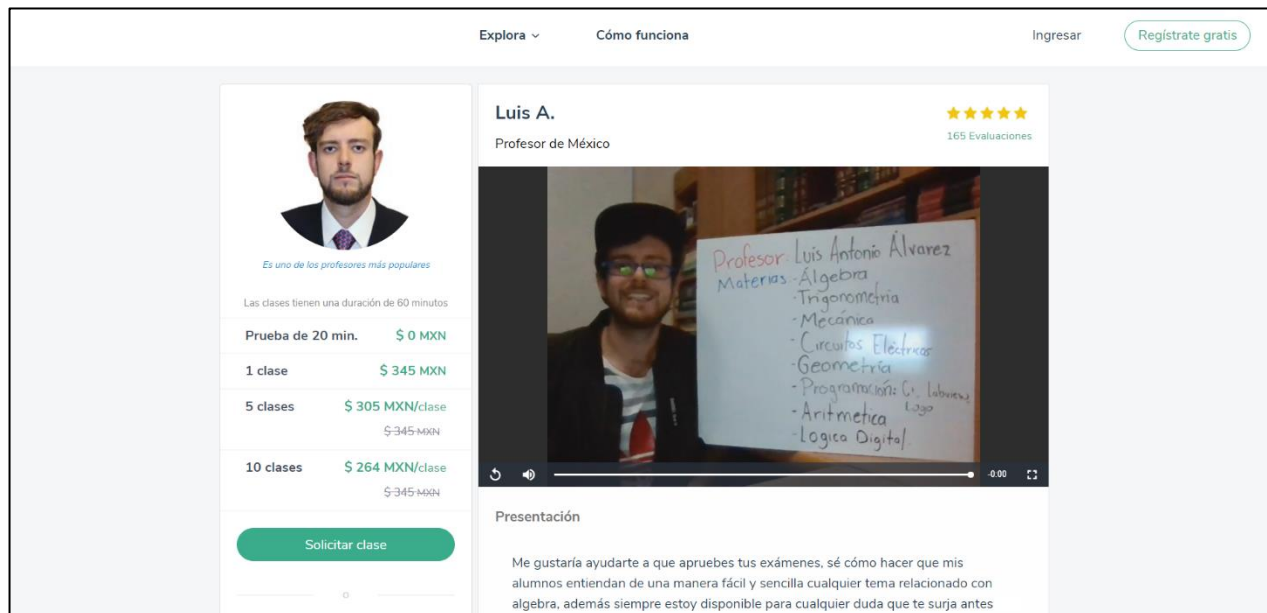 Explora
Cómo funciona
Ingresar
Regístrate gratis
Es uno de los profesores más populares
Las clases tienen una duración de 60 minutos
Prueba de 20 min. $ 0 MXN
1 clase $ 345 MXN
5 clases $ 305 MXN/clase
$ 345 MXN
10 clases $ 264 MXN/clase
$ 345 MXN
Solicitar clase
o
Luis A.
165 Evaluaciones
Profesor de México
Profesor: Luis Antonio Álvarez
Materias: - Álgebra
- Trigonometría
- Mecánica
- Circuitos Eléctricos
- Geometría
- Programación: C, Labview,
Logo
- Aritmetica
- Logica Digital.
-0:00
Presentación
Me gustaría ayudarte a que apruebes tus exámenes, sé cómo hacer que mis
alumnos entiendan de una manera fácil y sencilla cualquier tema relacionado con
algebra, además siempre estoy disponible para cualquier duda que te surja antes